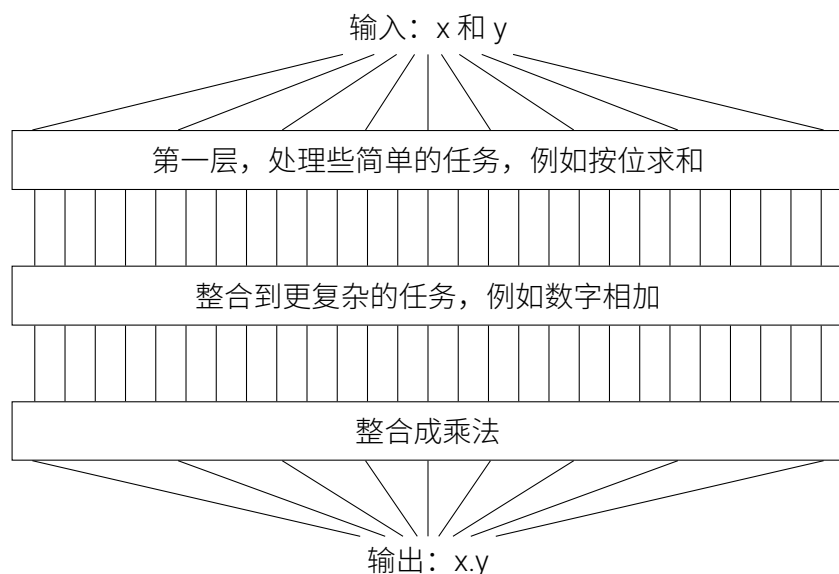 输入：x 和 y
第一层，处理些简单的任务，例如按位求和
整合到更复杂的任务，例如数字相加
整合成乘法
输出：x.y